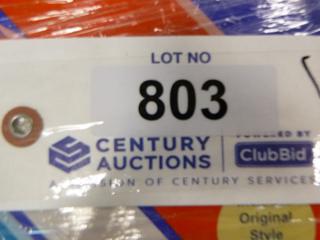 LOT NO
803
CENTURY
AUCTIONS
POWERED BY
ClubBid
A DIVISION OF CENTURY SERVICES
Original
Style